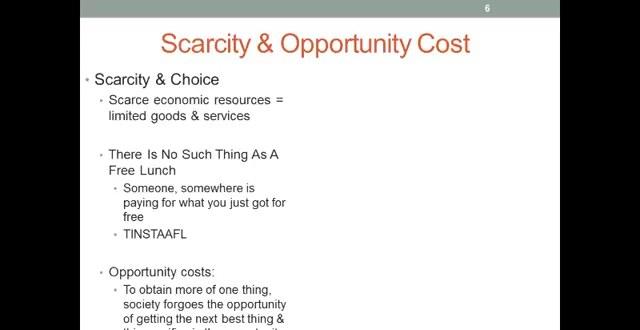 6
Scarcity & Opportunity Cost
• Scarcity & Choice
• Scarce economic resources =
limited goods & services
• There Is No Such Thing As A
Free Lunch
• Someone, somewhere is
paying for what you just got for
free
• TINSTAAFL
• Opportunity costs:
• To obtain more of one thing,
society forgoes the opportunity
of getting the next best thing &